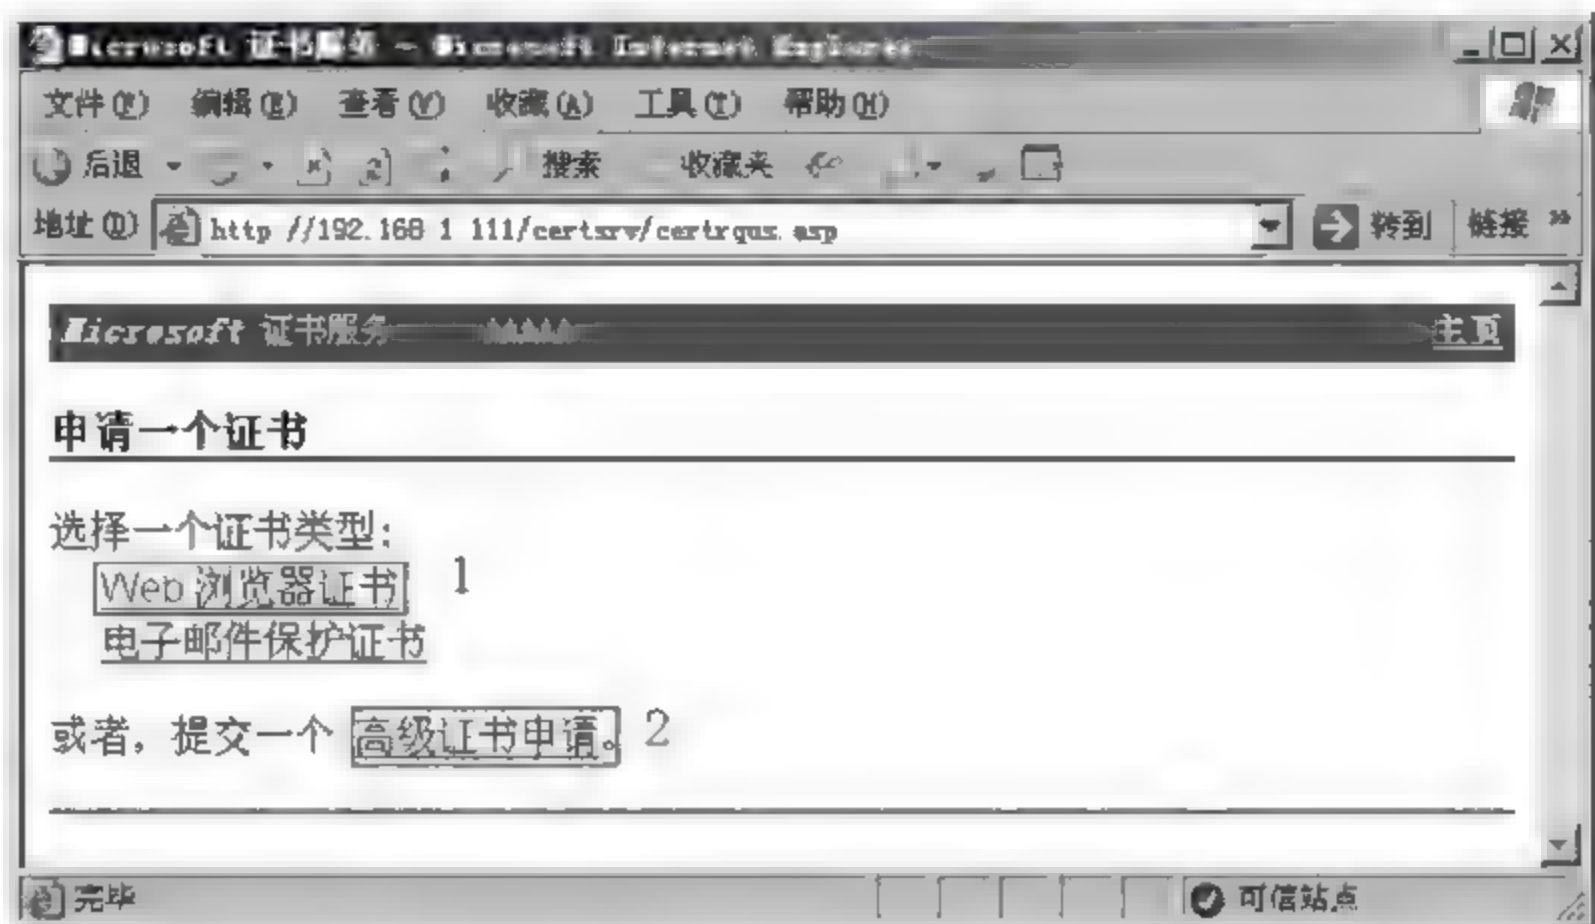 Microsoft 证书服务 - Microsoft Internet Explorer
文件(F) 编辑(E) 查看(V) 收藏(A) 工具(T) 帮助(H)
后退 搜索 收藏夹
地址(D) http //192.168 1 111/certsrv/certrqus.asp 转到 链接 »
Microsoft 证书服务 主页
申请一个证书
选择一个证书类型:
Web 浏览器证书 1
电子邮件保护证书
或者，提交一个 高级证书申请。 2
完毕 可信站点